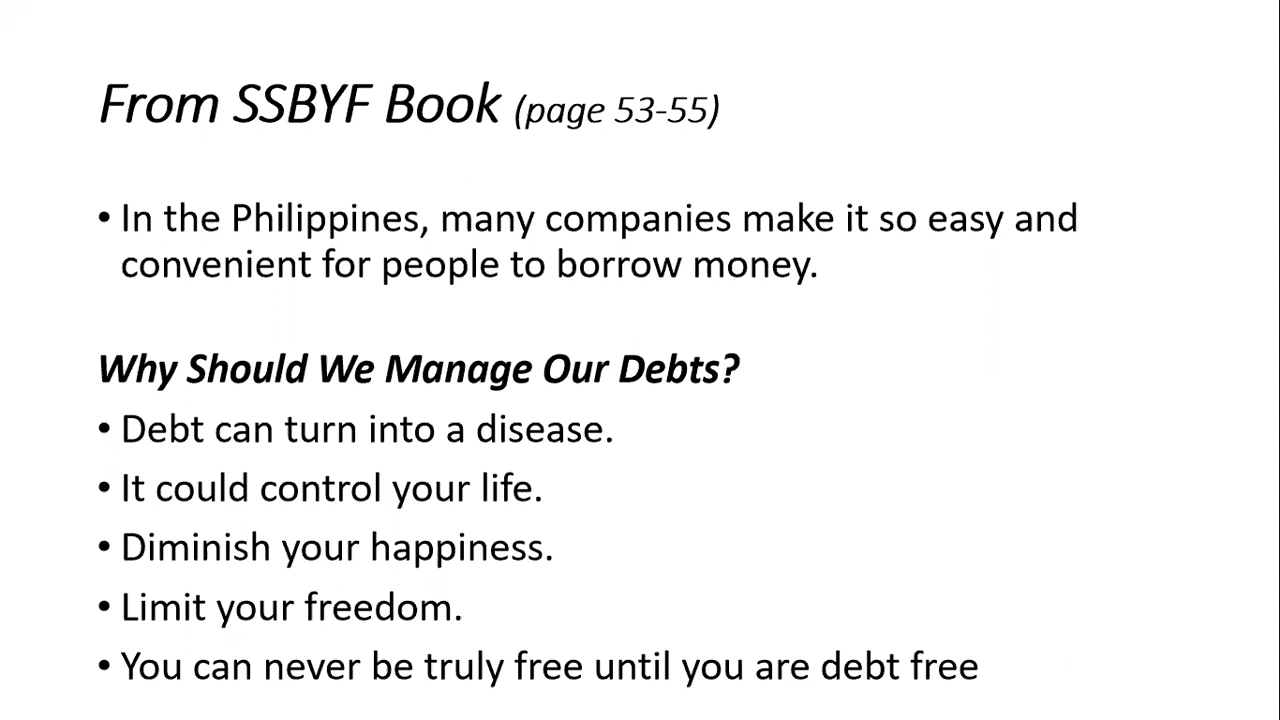 From SSBYF Book (page 53-55)
• In the Philippines, many companies make it so easy and
convenient for people to borrow money.
Why Should We Manage Our Debts?
• Debt can turn into a disease.
• It could control your life.
• Diminish your happiness.
• Limit your freedom.
• You can never be truly free until you are debt free